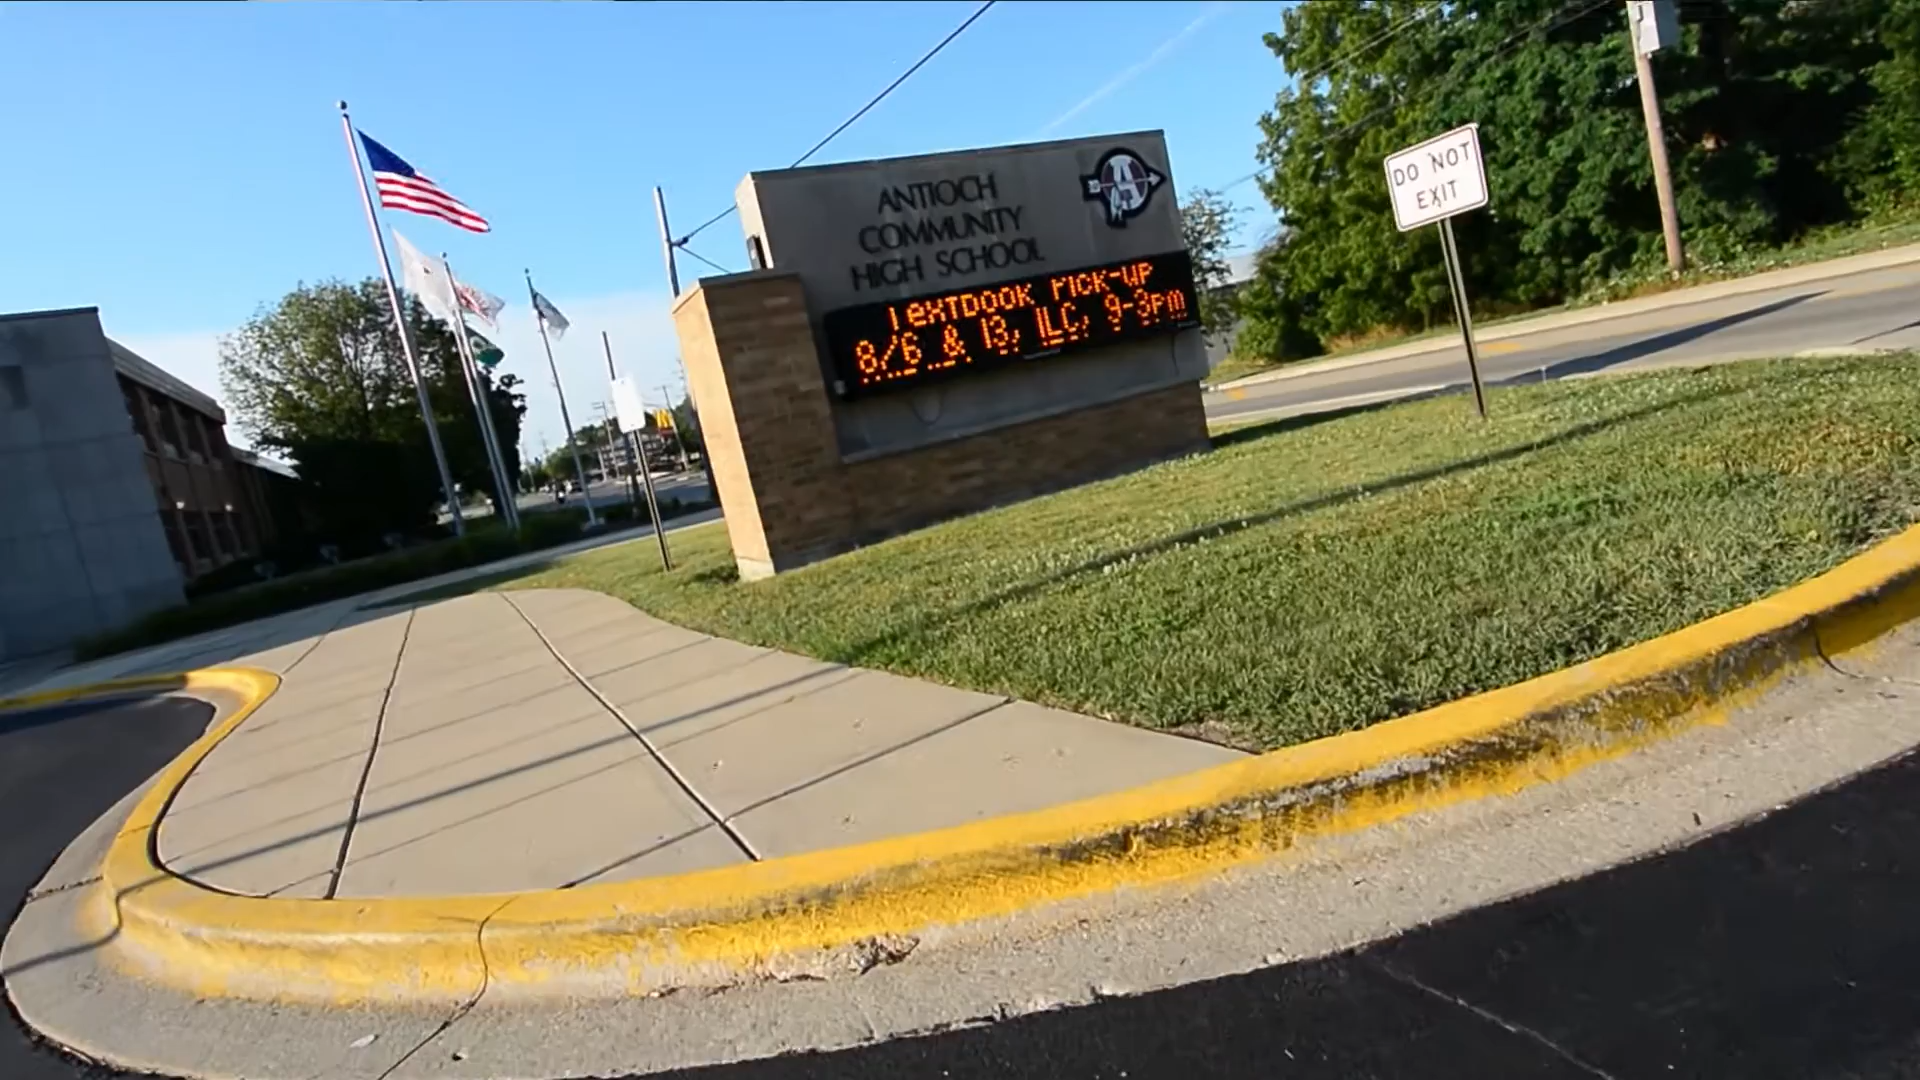 ANTIOCH
COMMUNITY
HIGH SCHOOL
A
Textbook Pick-up
8/6 & 13, ILC, 9-3pm
DO NOT
EXIT